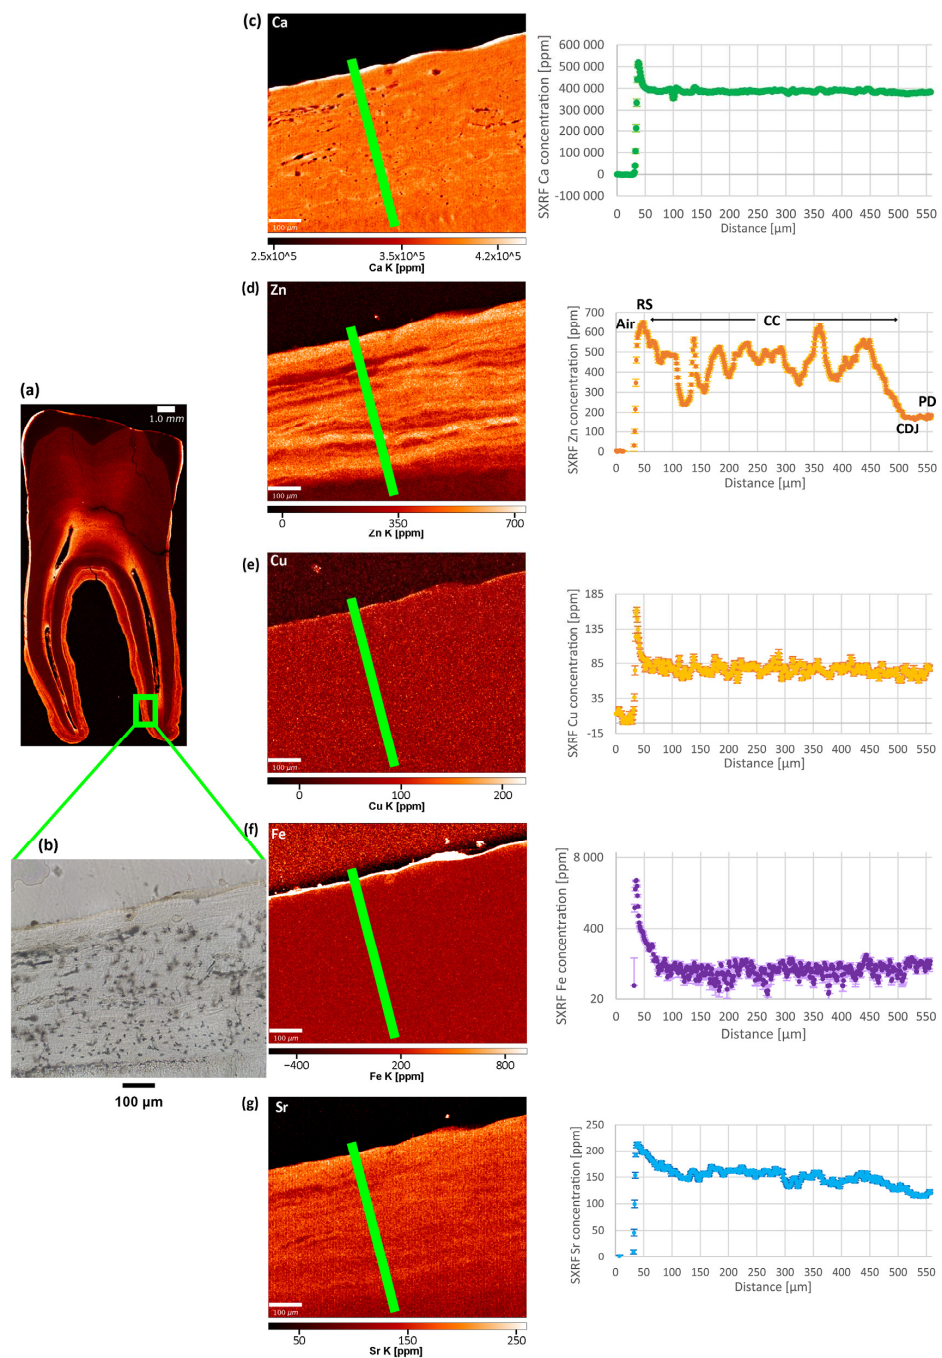 (a)
1.0 mm
(b)
100 µm
(c)
Ca
100 µm
2.5x10^5 3.5x10^5 4.2x10^5
Ca K [ppm]
SXRF Ca concentration [ppm]
600 000
500 000
400 000
300 000
200 000
100 000
0
-100 000
0 50 100 150 200 250 300 350 400 450 500 550
Distance [µm]
(d)
Zn
100 µm
0 350 700
Zn K [ppm]
SXRF Zn concentration [ppm]
700
600
500
400
300
200
100
0
RS
Air
CC
PD
CDJ
0 50 100 150 200 250 300 350 400 450 500 550
Distance [µm]
(e)
Cu
100 µm
0 100 200
Cu K [ppm]
SXRF Cu concentration [ppm]
185
135
85
35
-15
0 50 100 150 200 250 300 350 400 450 500 550
Distance [µm]
(f)
Fe
100 µm
−400 200 800
Fe K [ppm]
SXRF Fe concentration [ppm]
8 000
400
20
0 50 100 150 200 250 300 350 400 450 500 550
Distance [µm]
(g)
Sr
100 µm
50 150 250
Sr K [ppm]
SXRF Sr concentration [ppm]
250
200
150
100
50
0
0 50 100 150 200 250 300 350 400 450 500 550
Distance [µm]